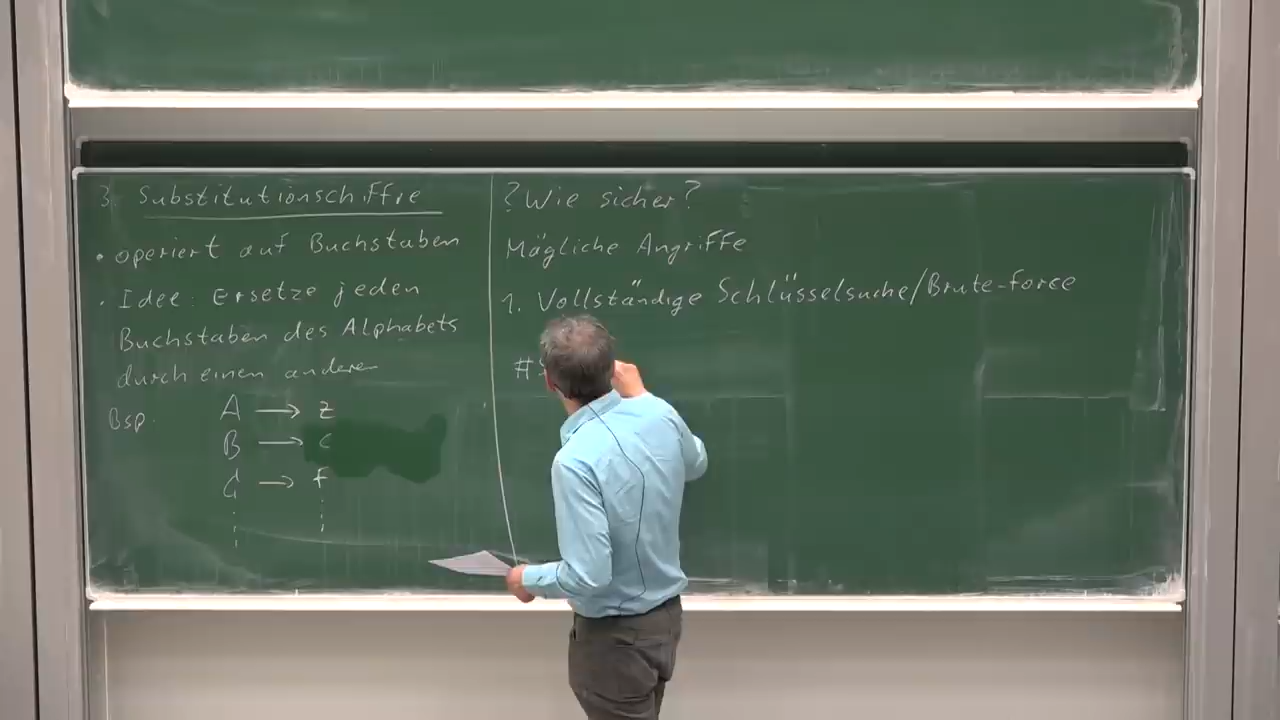 3 Substitutionschiffre
• operiert auf Buchstaben
• Idee: Ersetze jeden
Buchstaben des Alphabets
durch einen anderen
Bsp.
A → z
B → c
C → f
? Wie sicher?
Mögliche Angriffe
1. Vollständige Schlüsselsuche/Brute-force
#